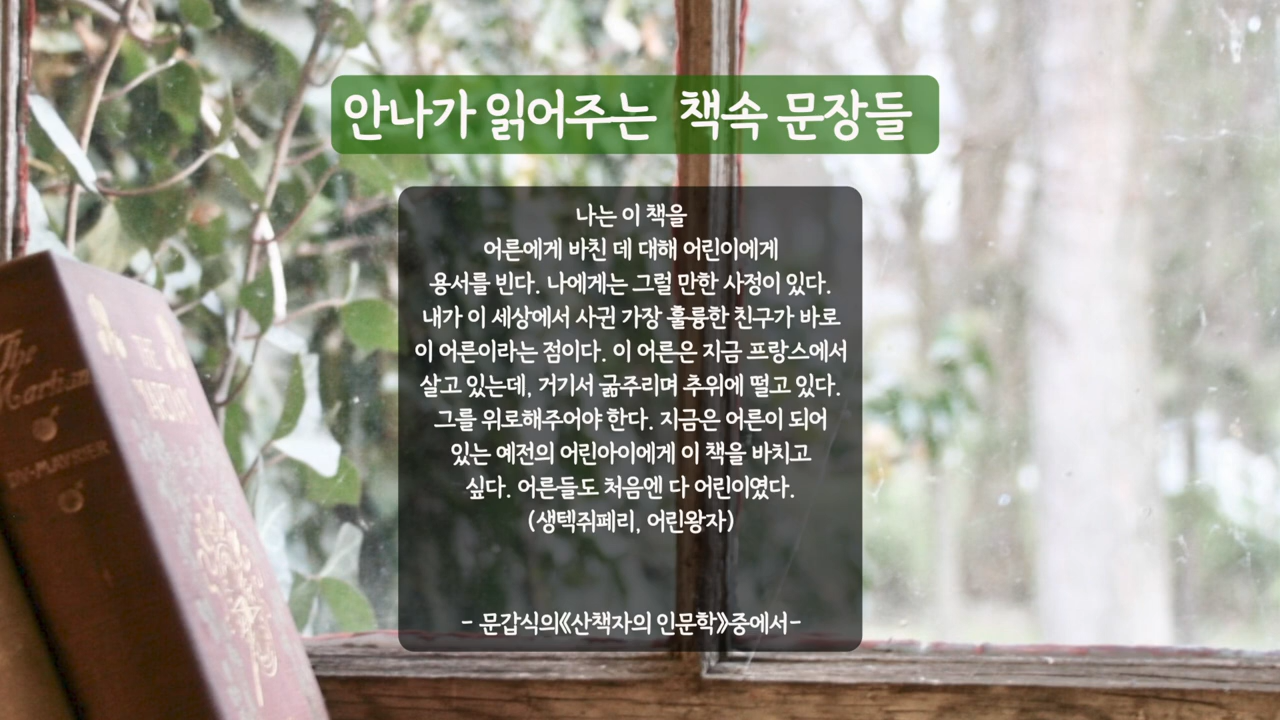 안나가 읽어주는 책속 문장들
나는 이 책을
어른에게 바친 데 대해 어린이에게
용서를 빈다. 나에게는 그럴 만한 사정이 있다.
내가 이 세상에서 사귄 가장 훌륭한 친구가 바로
이 어른이라는 점이다. 이 어른은 지금 프랑스에서
살고 있는데, 거기서 굶주리며 추위에 떨고 있다.
그를 위로해주어야 한다. 지금은 어른이 되어
있는 예전의 어린아이에게 이 책을 바치고
싶다. 어른들도 처음엔 다 어린이였다.
(생텍쥐페리, 어린왕자)
- 문갑식의《산책자의 인문학》중에서-
The
THE